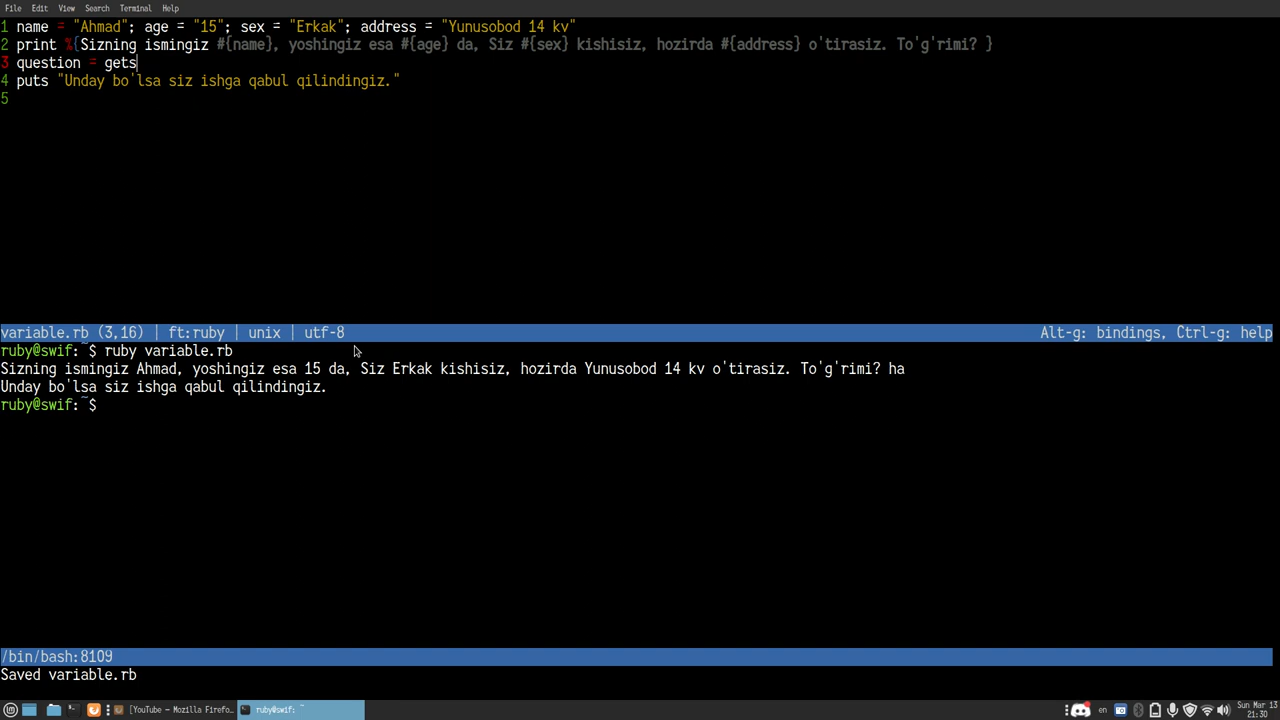 File Edit View Search Terminal Help
1 name = "Ahmad"; age = "15"; sex = "Erkak"; address = "Yunusobod 14 kv"
2 print %{Sizning ismingiz #{name}, yoshingiz esa #{age} da, Siz #{sex} kishisiz, hozirda #{address} o'tirasiz. To'g'rimi? }
3 question = gets
4 puts "Unday bo'lsa siz ishga qabul qilindingiz."
5
variable.rb (3,16) | ft:ruby | unix | utf-8 Alt-g: bindings, Ctrl-g: help
ruby@swif:~$ ruby variable.rb
Sizning ismingiz Ahmad, yoshingiz esa 15 da, Siz Erkak kishisiz, hozirda Yunusobod 14 kv o'tirasiz. To'g'rimi? ha
Unday bo'lsa siz ishga qabul qilindingiz.
ruby@swif:~$
/bin/bash:8109
Saved variable.rb
[YouTube – Mozilla Firefo... ruby@swif: ~ en Sun Mar 13
21:30